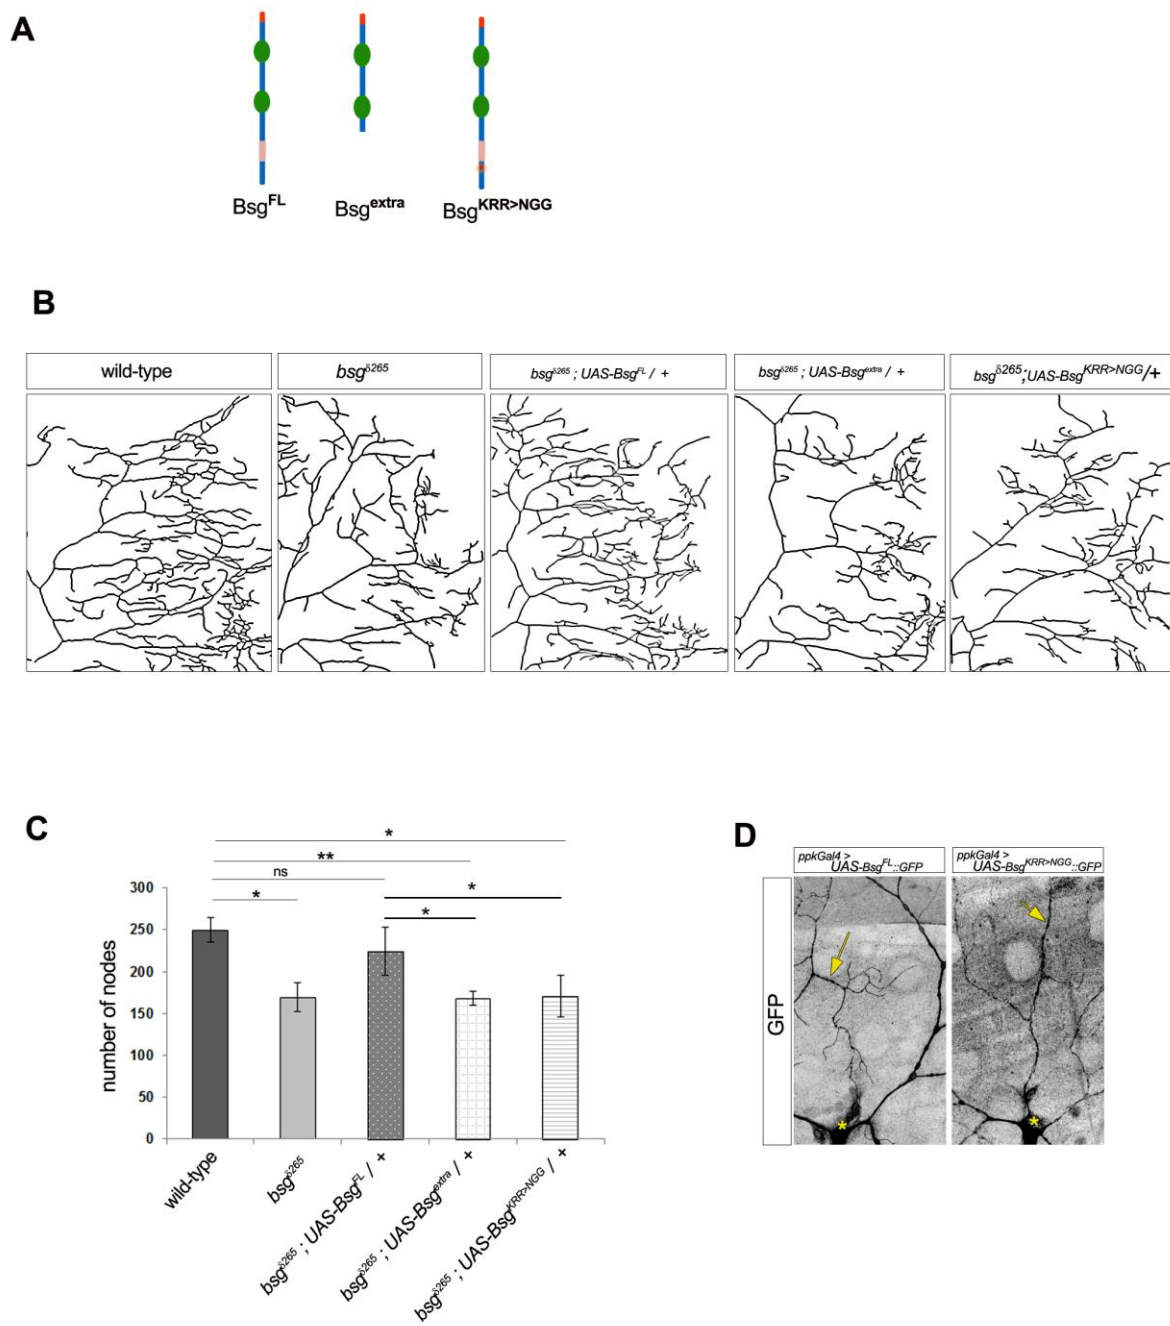 A
Bsg^FL
Bsg^extra
Bsg^KRR>NGG
B
wild-type
bsg^δ265
bsg^δ265 ; UAS-Bsg^FL / +
bsg^δ265 ; UAS-Bsg^extra / +
bsg^δ265;UAS-Bsg^KRR>NGG/+
C
*
**
ns
*
*
*
300
250
200
150
100
50
0
number of nodes
wild-type
bsg^δ265
bsg^δ265 ; UAS-Bsg^FL / +
bsg^δ265 ; UAS-Bsg^extra / +
bsg^δ265 ; UAS-Bsg^KRR>NGG / +
D
ppkGal4 >
UAS-Bsg^FL::GFP
ppkGal4 >
UAS-Bsg^KRR>NGG::GFP
GFP
*
*